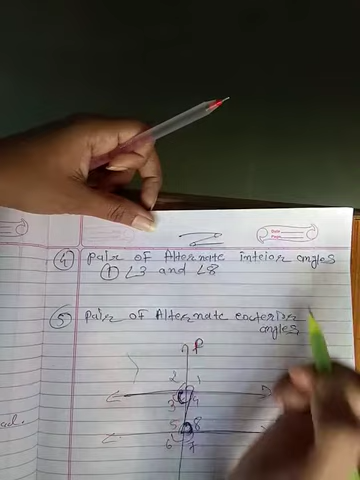 ④ Pair of Alternate inteior angles
① ∠3 and ∠8
⑤ Pair of Alternate exterior
angles
P
2 1
3 4
5 8
6 7